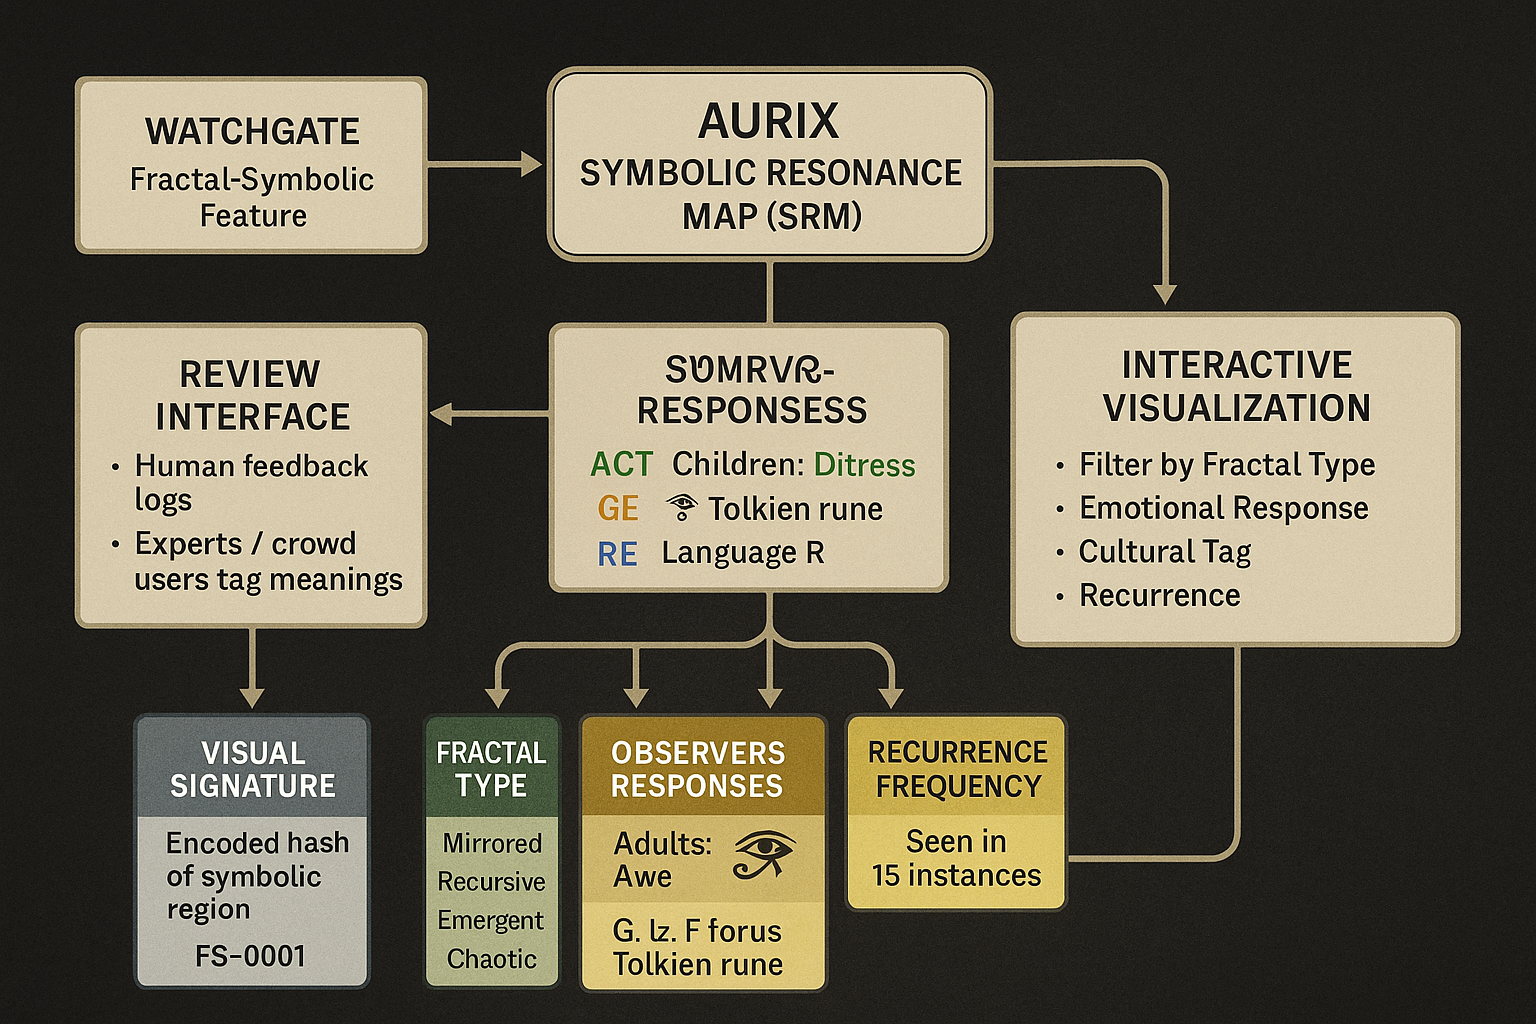 WATCHGATE
Fractal-Symbolic
Feature
AURIX
SYMBOLIC RESONANCE
MAP (SRM)
REVIEW
INTERFACE
• Human feedback
logs
• Experts / crowd
users tag meanings
RESPONSESS
ACT Children: Ditress
GE Tolkien rune
RE Language R
INTERACTIVE
VISUALIZATION
• Filter by Fractal Type
• Emotional Response
• Cultural Tag
• Recurrence
VISUAL
SIGNATURE
Encoded hash
of symbolic
region
FS-0001
FRACTAL
TYPE
Mirrored
Recursive
Emergent
Chaotic
OBSERVERS
RESPONSES
Adults:
Awe
G. lz. F forus
Tolkien rune
RECURRENCE
FREQUENCY
Seen in
15 instances